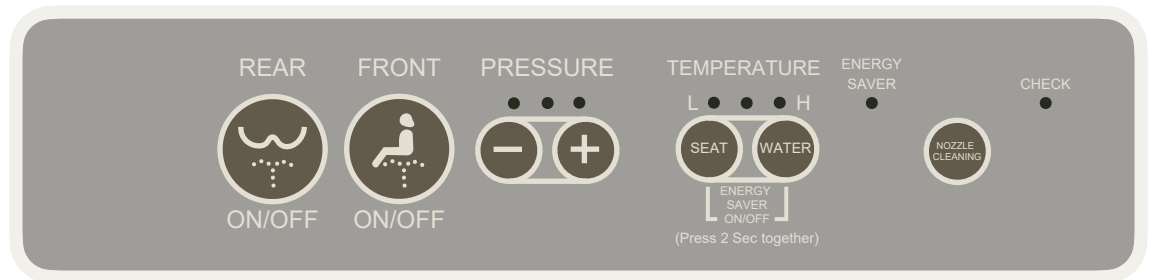 REAR
FRONT
PRESSURE
TEMPERATURE
ENERGY
SAVER
CHECK
L
H
SEAT
WATER
NOZZLE
CLEANING
ENERGY
SAVER
ON/OFF
ON/OFF
ON/OFF
(Press 2 Sec together)